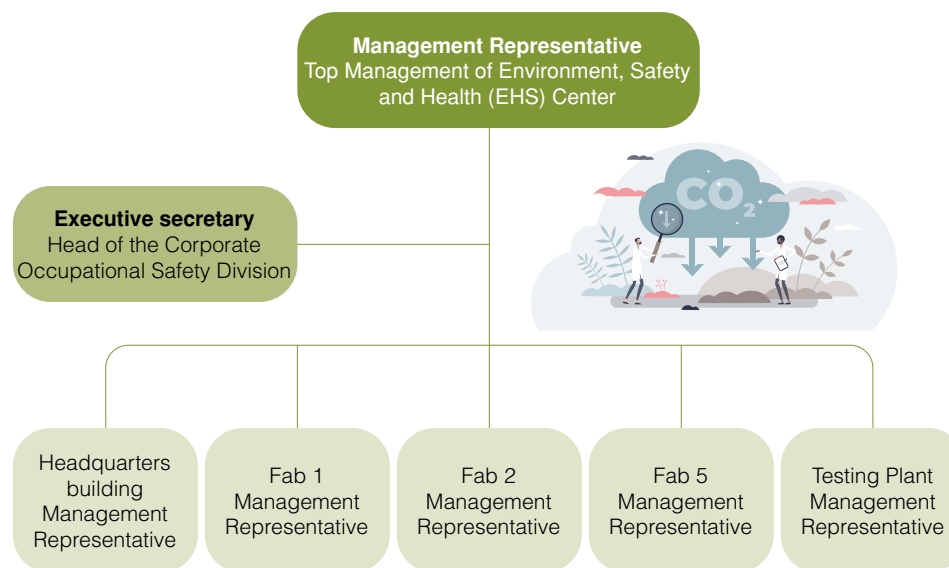 Management Representative
Top Management of Environment, Safety
and Health (EHS) Center
CO2
Executive secretary
Head of the Corporate
Occupational Safety Division
Headquarters
building
Management
Representative
Fab 1
Management
Representative
Fab 2
Management
Representative
Fab 5
Management
Representative
Testing Plant
Management
Representative